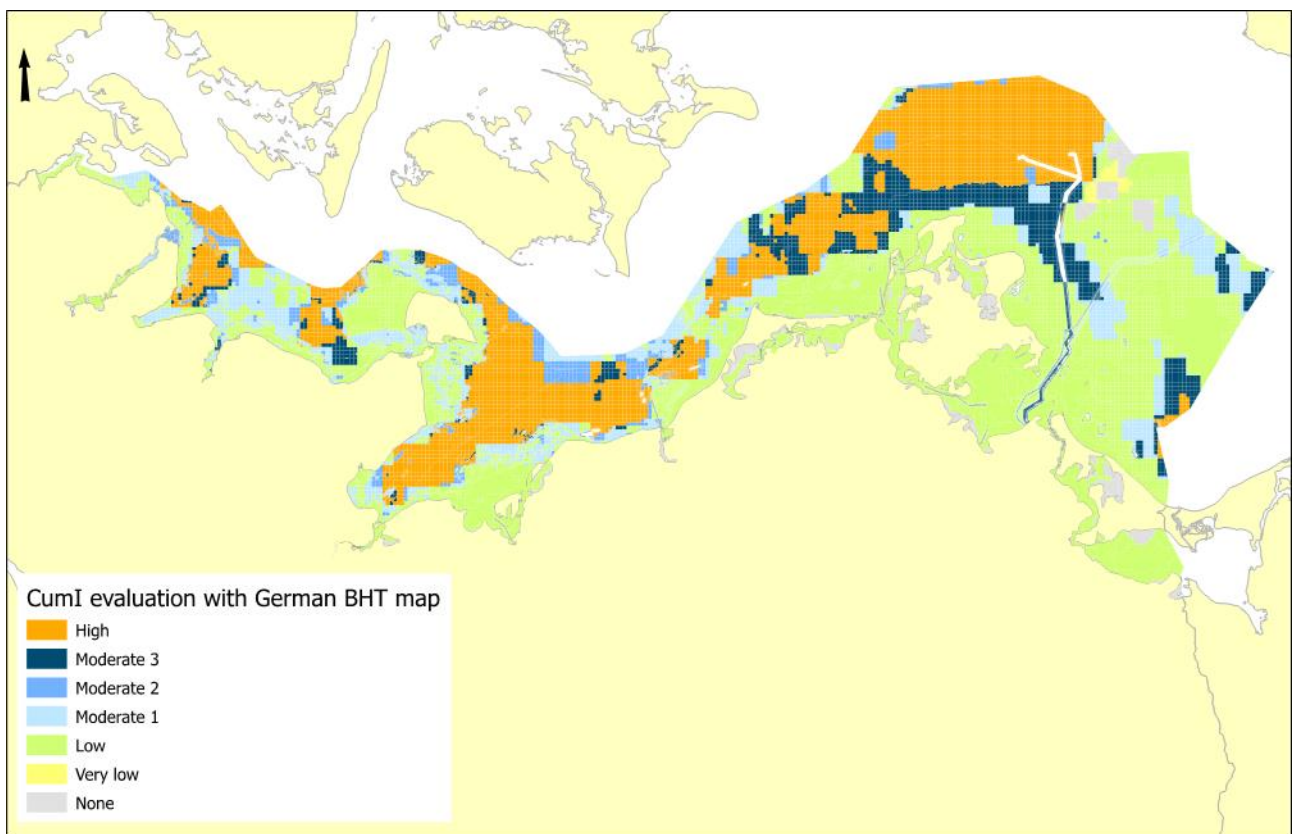 CumI evaluation with German BHT map
High
Moderate 3
Moderate 2
Moderate 1
Low
Very low
None